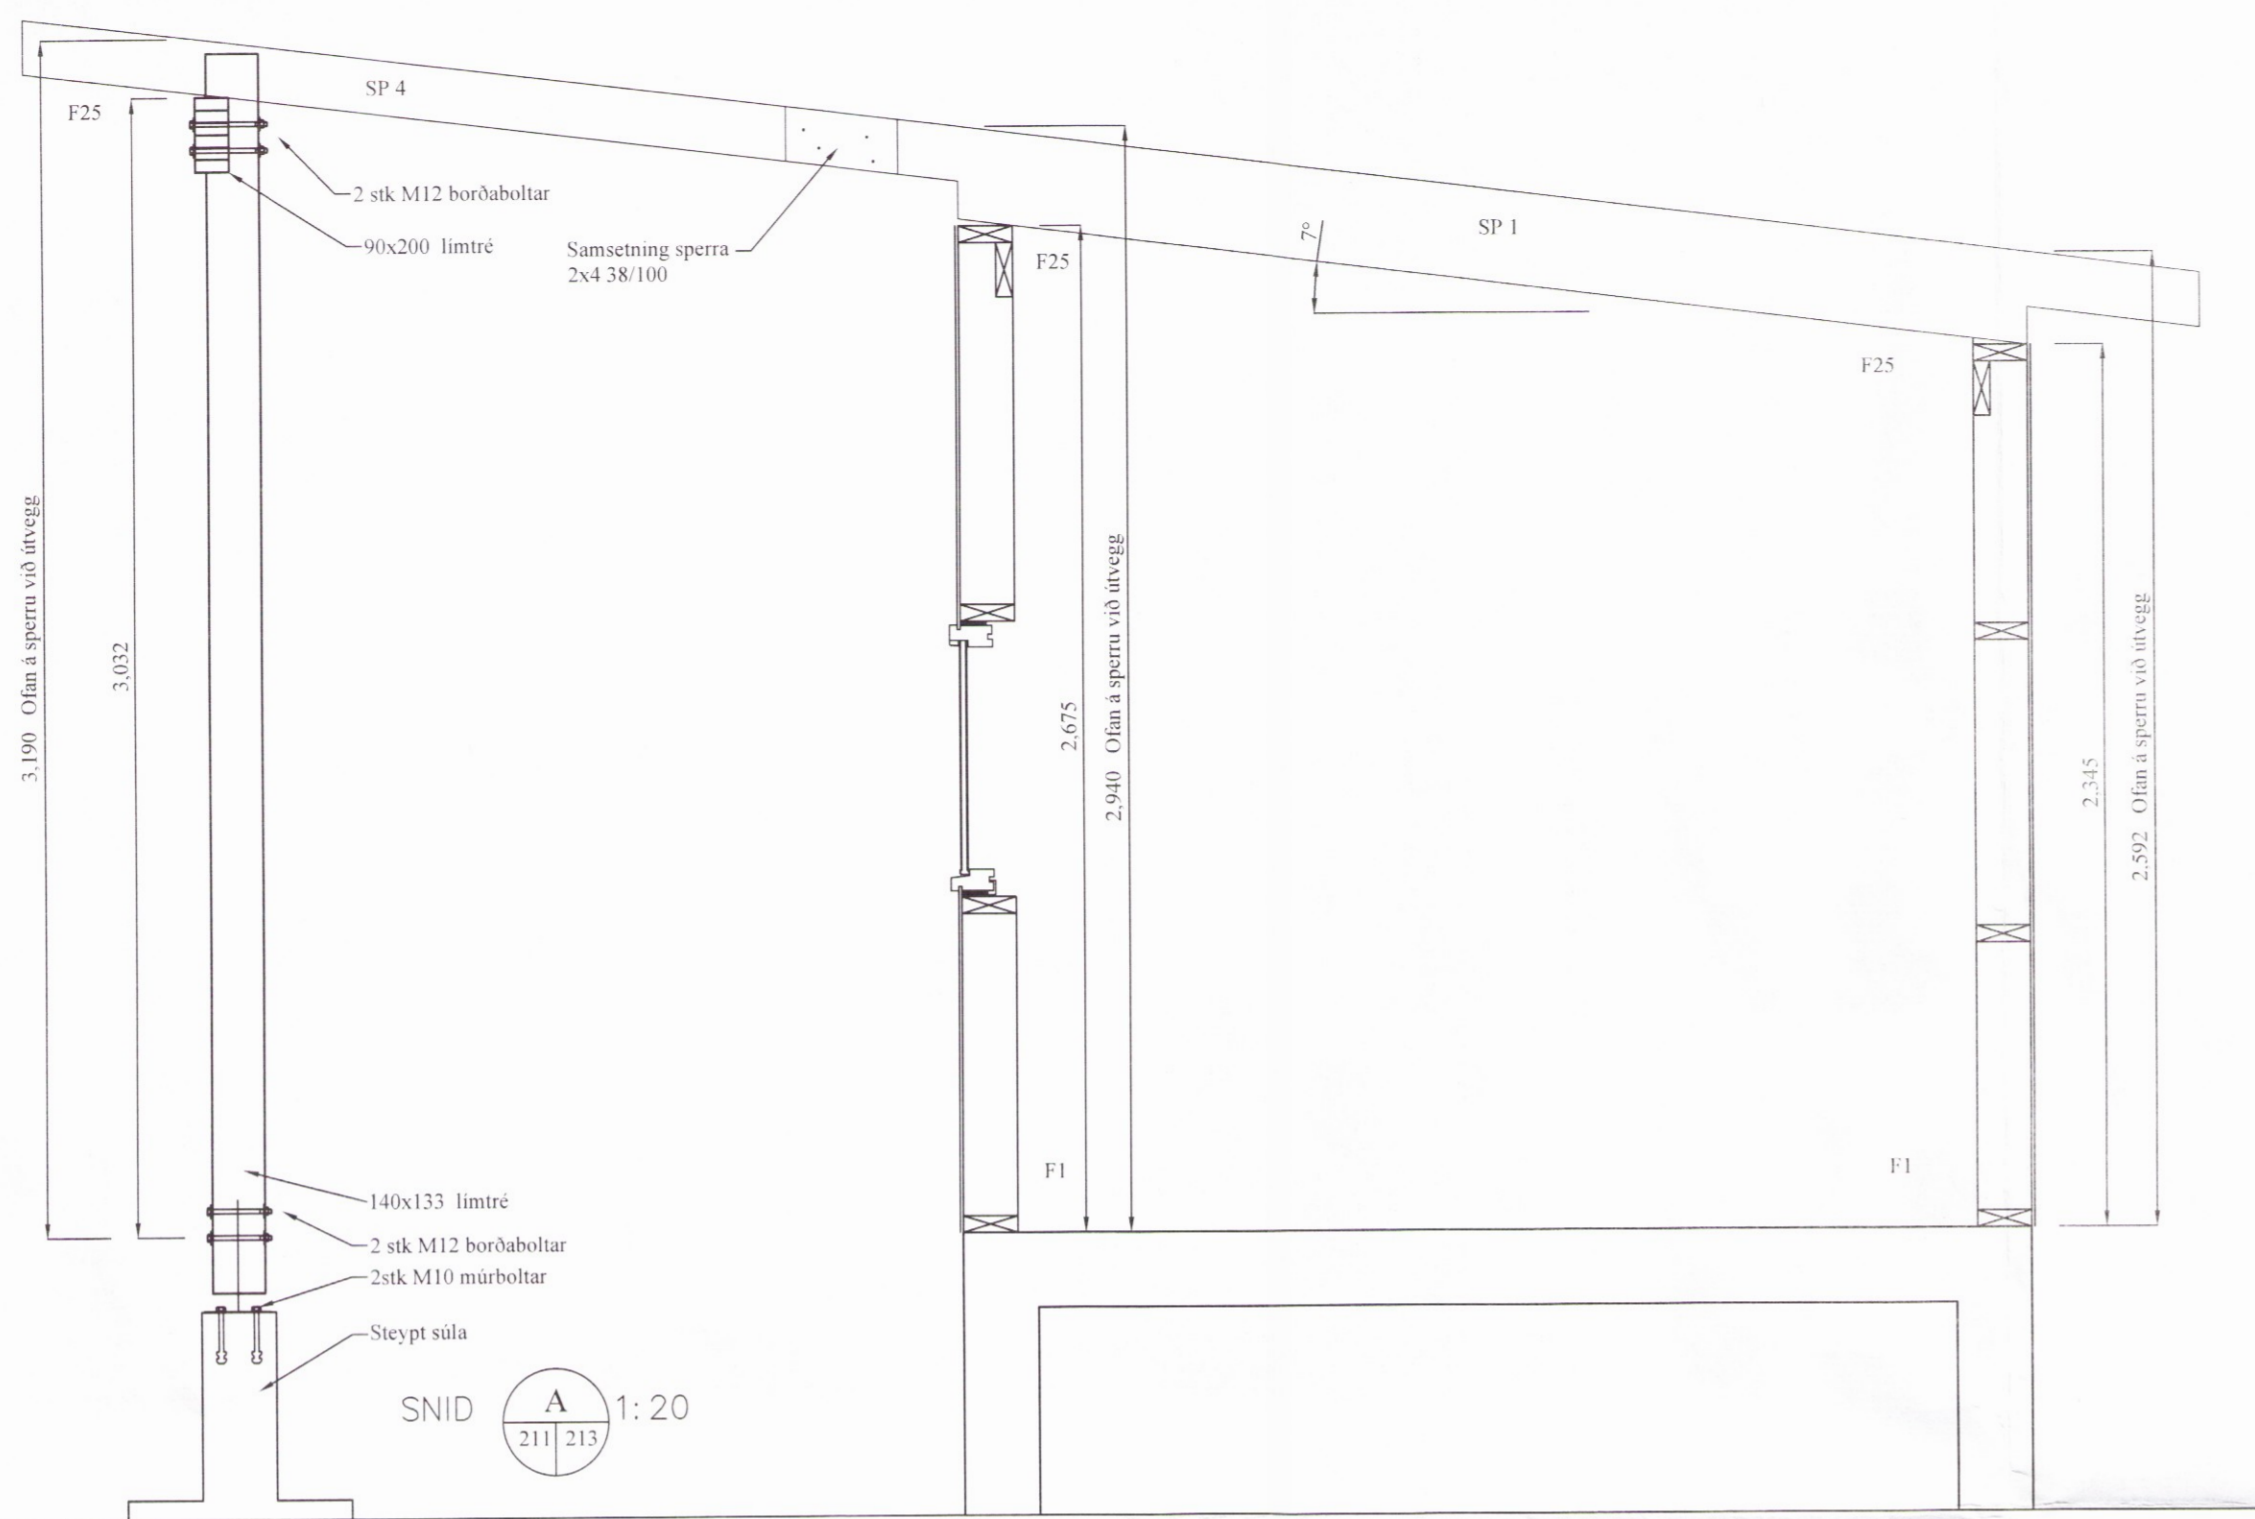 SP 4
F25
2 stk M12 borðaboltar
90x200 límtré
Samsetning sperra
2x4 38/100
F25
7°
SP 1
F25
3,190 Ofan á sperru við útvegg
3,032
2,675
2,940 Ofan á sperru við útvegg
2,345
2,592 Ofan á sperru við útvegg
F1
F1
140x133 límtré
2 stk M12 borðaboltar
2stk M10 múrboltar
Steypt súla
SNID A 1:20
211 213